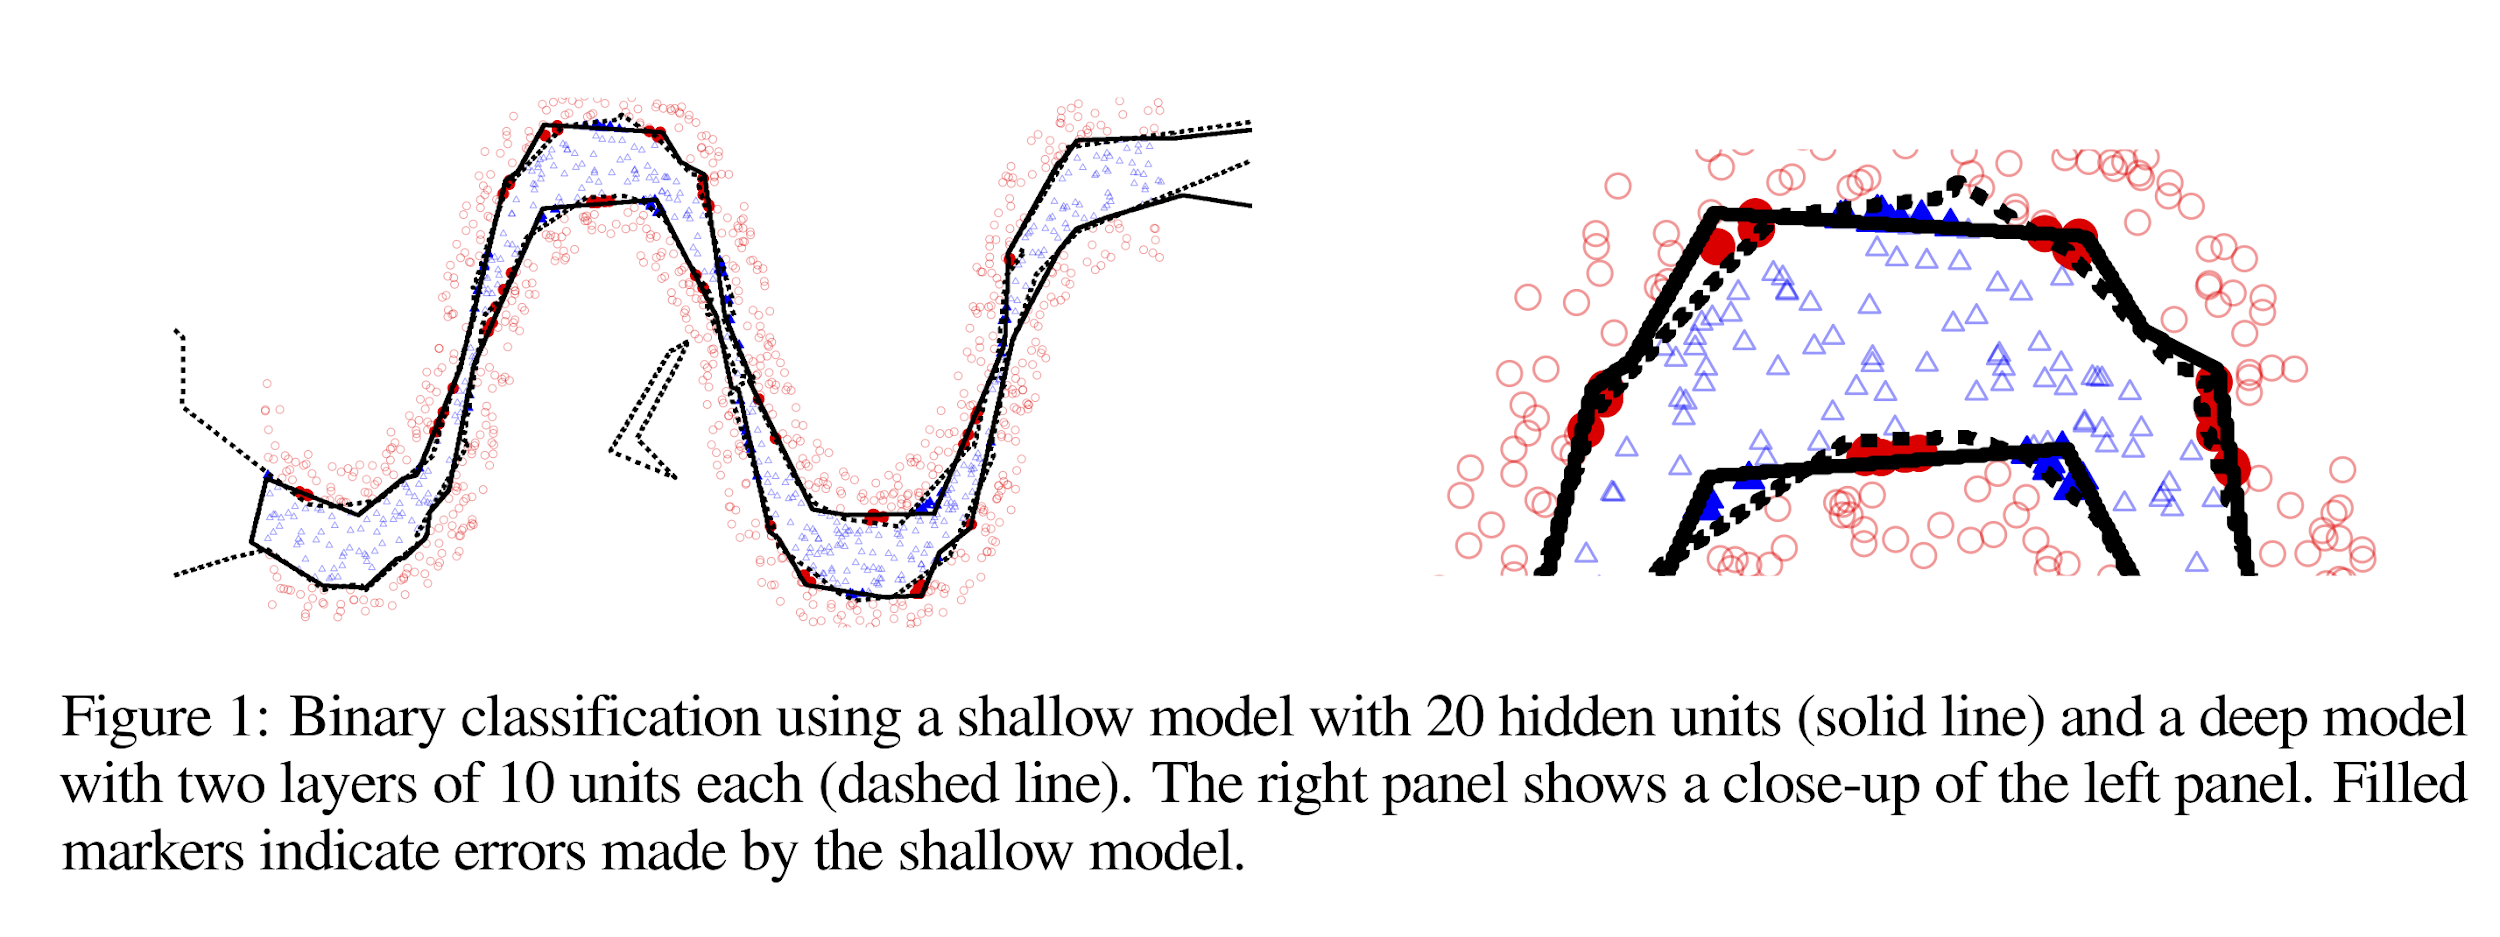 Figure 1: Binary classification using a shallow model with 20 hidden units (solid line) and a deep model
with two layers of 10 units each (dashed line). The right panel shows a close-up of the left panel. Filled
markers indicate errors made by the shallow model.